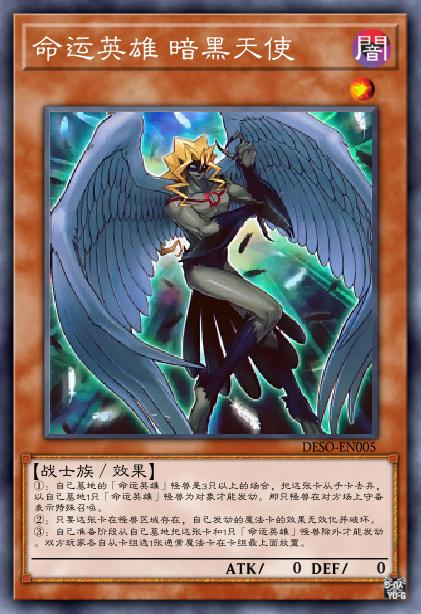 命运英雄 暗黑天使
闇
DESO-EN005
【战士族／效果】
①：自己墓地的「命运英雄」怪兽是3只以上的场合，把这张卡从手卡丢弃，
以自己墓地1只「命运英雄」怪兽为对象才能发动。那只怪兽在对方场上守备
表示特殊召唤。
②：只要这张卡在怪兽区域存在，自己发动的魔法卡的效果无效化并破坏。
③：自己准备阶段从自己墓地把这张卡和1只「命运英雄」怪兽除外才能发动
。双方玩家各自从卡组选1张通常魔法卡在卡组最上面放置。
ATK/ 0 DEF/ 0